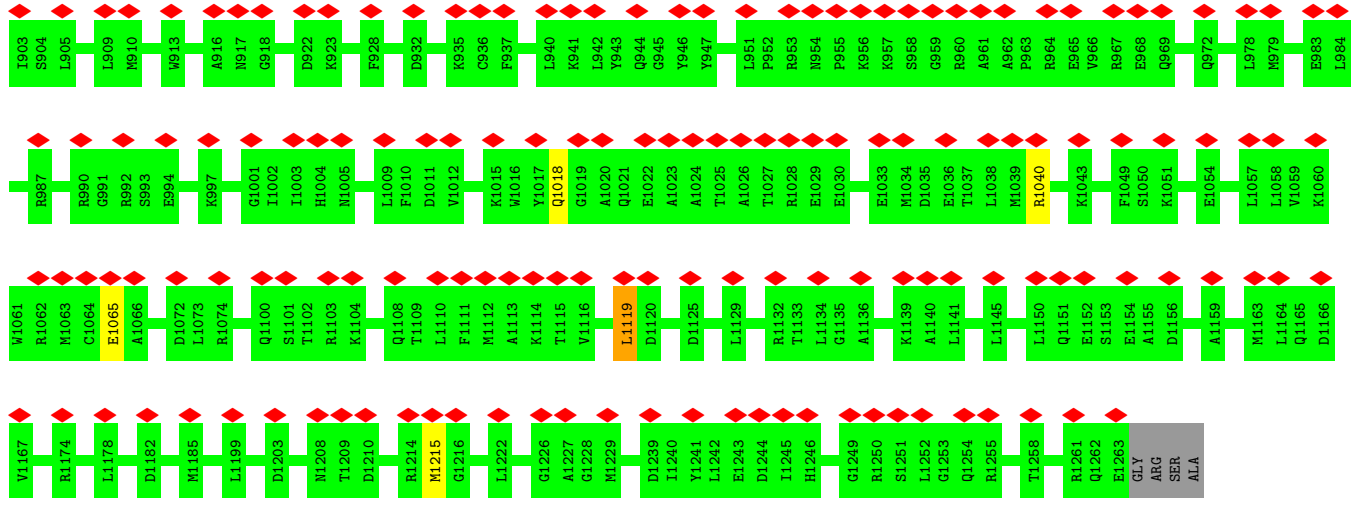 I903 S904 L905 L909 M910 W913 A916 N917 G918 D922 K923 F928 D932 K935 C936 F937 L940 K941 L942 Y943 Q944 G945 Y946 Y947 L951 P952 R953 N954 P955 K956 K957 S958 G959 R960 A961 A962 P963 R964 E965 V966 R967 E968 Q969 Q972 L978 M979 E983 L984
R987 R990 G991 R992 S993 E994 K997 G1001 I1002 I1003 H1004 N1005 L1009 F1010 D1011 V1012 K1015 W1016 Y1017 Q1018 G1019 A1020 Q1021 E1022 A1023 A1024 T1025 A1026 T1027 R1028 E1029 E1030 E1033 M1034 D1035 E1036 T1037 L1038 M1039 R1040 K1043 F1049 S1050 K1051 E1054 L1057 L1058 V1059 K1060
W1061 R1062 M1063 C1064 E1065 A1066 D1072 L1073 R1074 Q1100 S1101 T1102 R1103 K1104 Q1108 T1109 L1110 F1111 M1112 A1113 K1114 T1115 V1116 L1119 D1120 D1125 L1129 R1132 T1133 L1134 G1135 A1136 K1139 A1140 L1141 L1145 L1150 Q1151 E1152 S1153 E1154 A1155 D1156 A1159 M1163 L1164 Q1165 D1166
V1167 R1174 L1178 D1182 M1185 L1199 D1203 N1208 T1209 D1210 R1214 M1215 G1216 L1222 G1226 A1227 G1228 M1229 D1239 I1240 Y1241 L1242 E1243 D1244 I1245 H1246 G1249 R1250 S1251 L1252 G1253 Q1254 R1255 T1258 R1261 Q1262 E1263 GLY ARG SER ALA